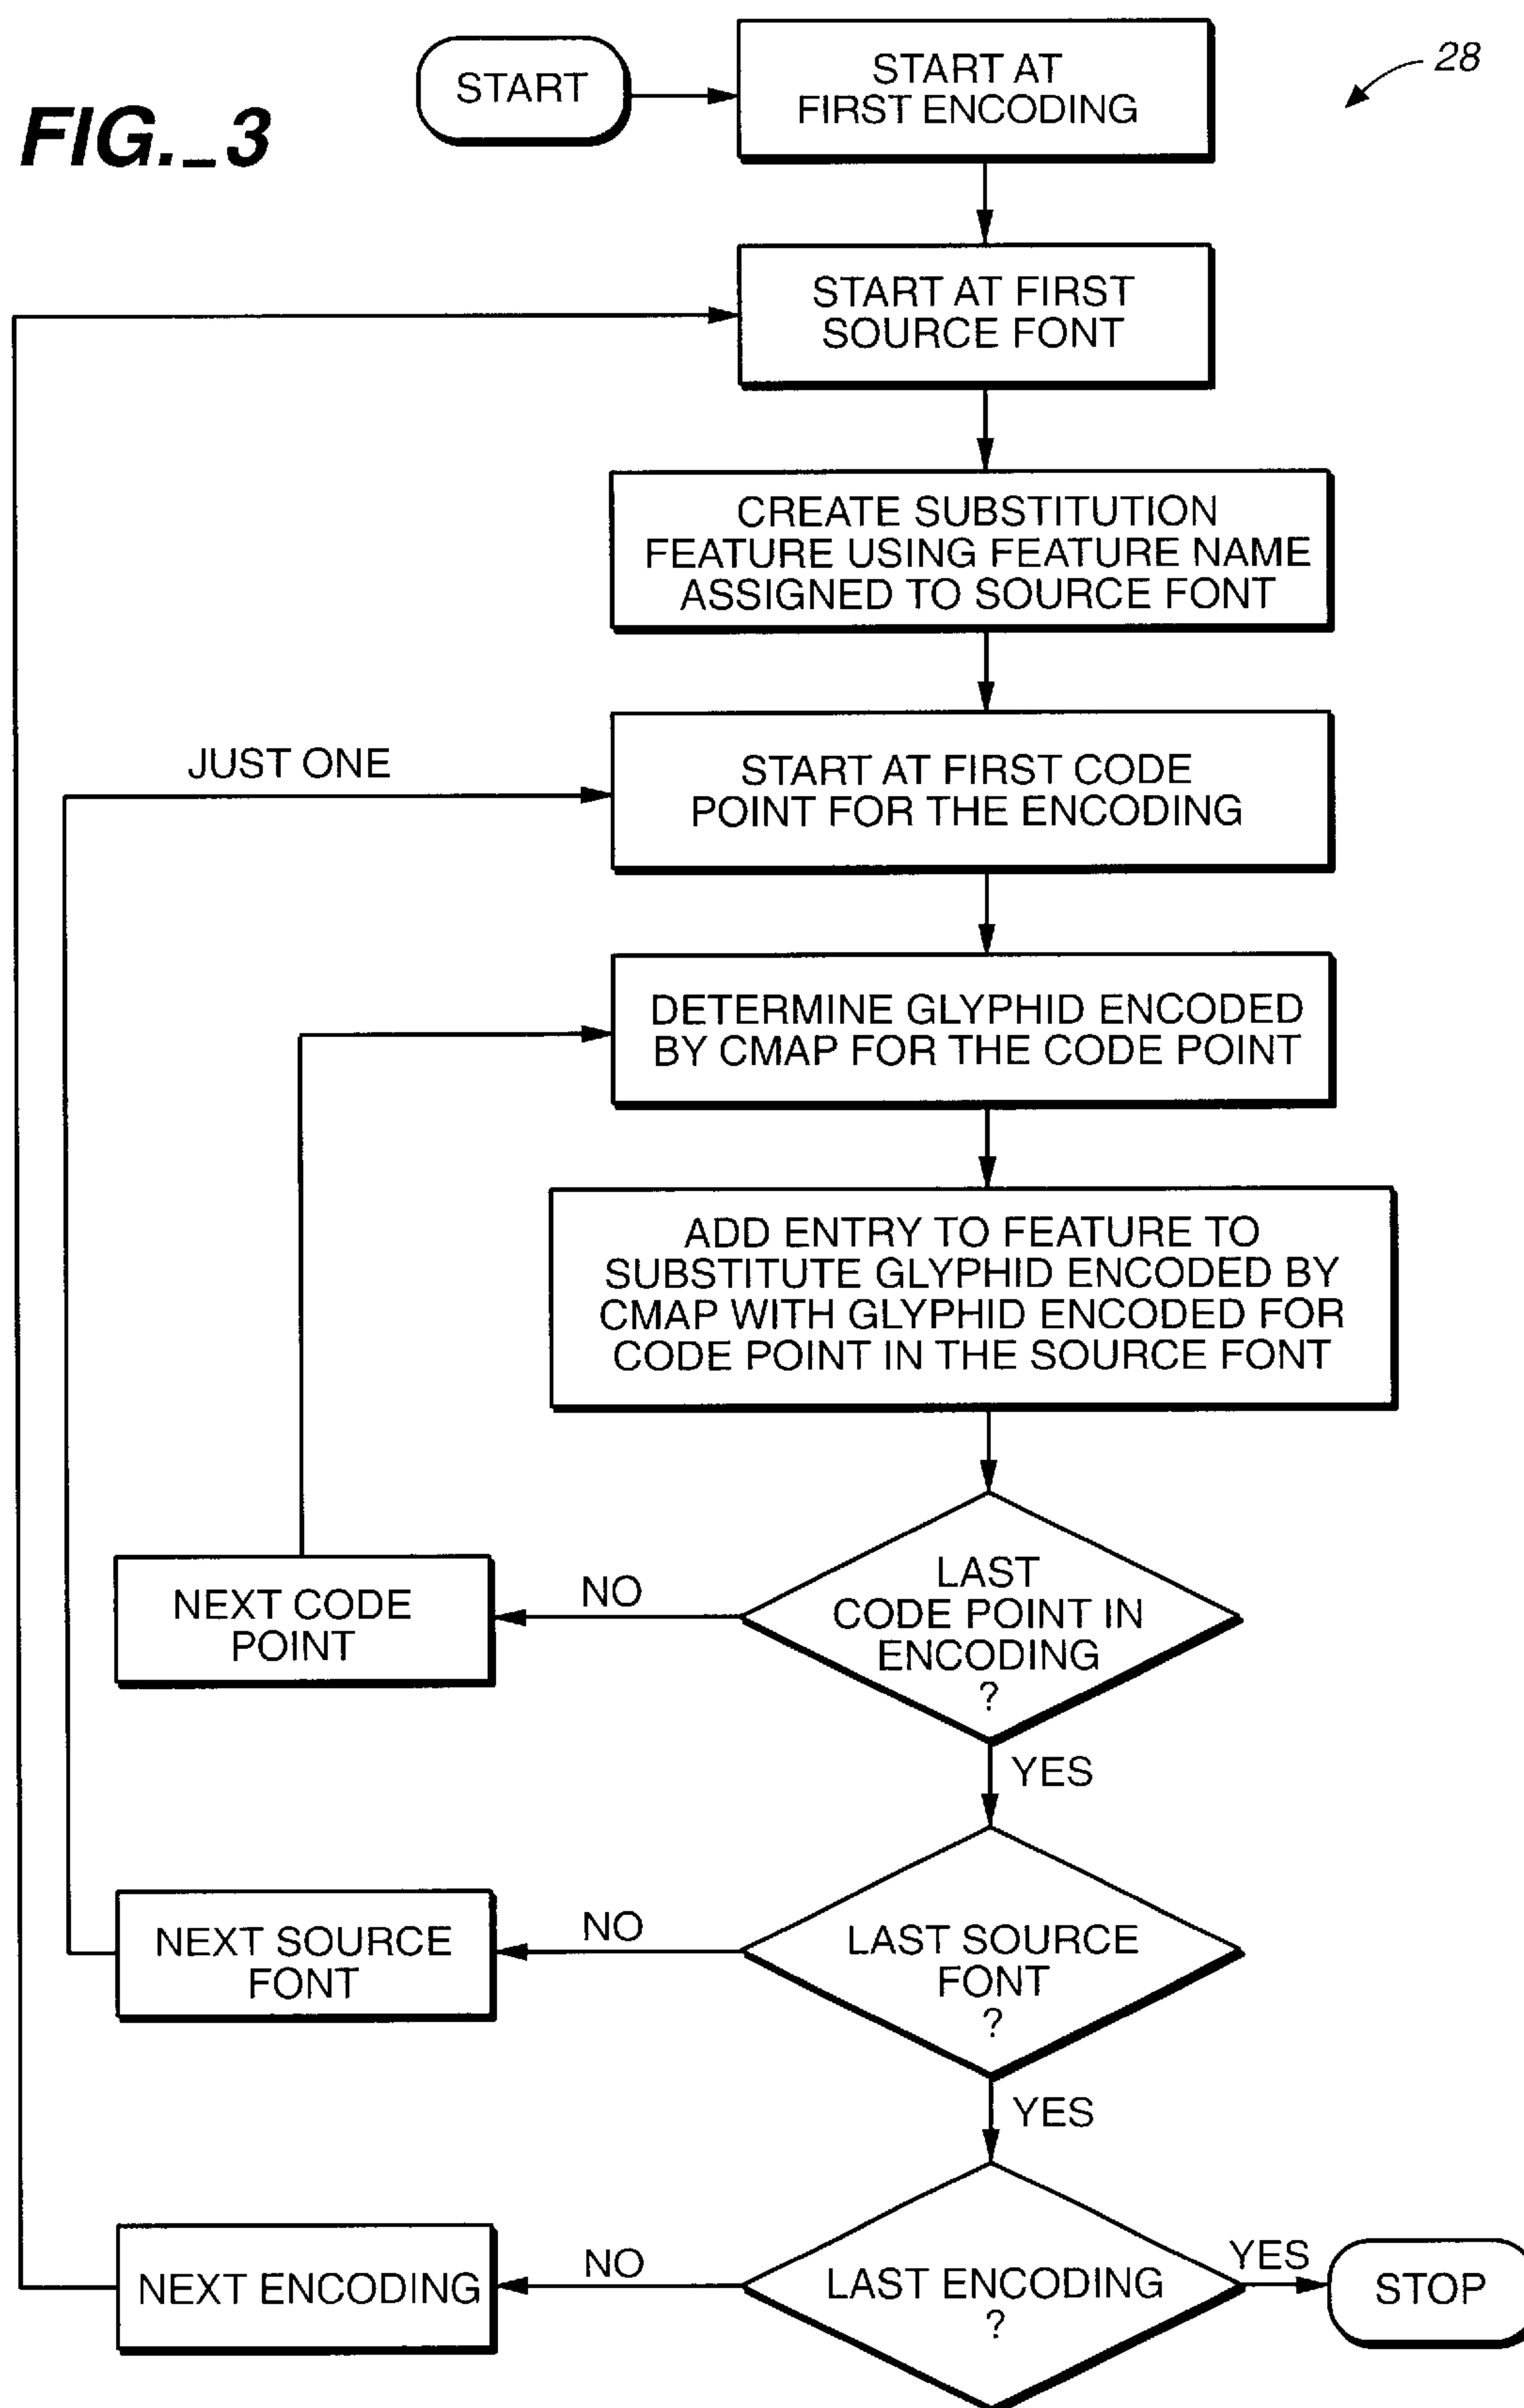 FIG._3
START
START AT
FIRST ENCODING
28
START AT FIRST
SOURCE FONT
CREATE SUBSTITUTION
FEATURE USING FEATURE NAME
ASSIGNED TO SOURCE FONT
JUST ONE
START AT FIRST CODE
POINT FOR THE ENCODING
DETERMINE GLYPHID ENCODED
BY CMAP FOR THE CODE POINT
ADD ENTRY TO FEATURE TO
SUBSTITUTE GLYPHID ENCODED BY
CMAP WITH GLYPHID ENCODED FOR
CODE POINT IN THE SOURCE FONT
LAST
CODE POINT IN
ENCODING
?
NO
NEXT CODE
POINT
YES
LAST SOURCE
FONT
?
NO
NEXT SOURCE
FONT
YES
LAST ENCODING
?
NO
NEXT ENCODING
YES
STOP